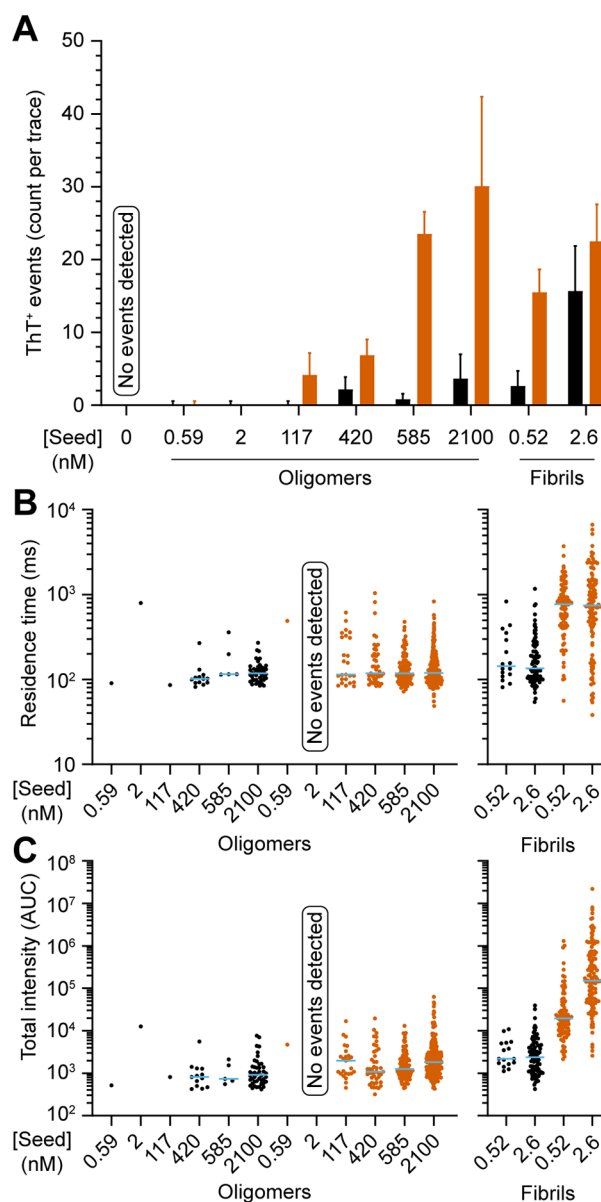 A
ThT⁺ events (count per trace)
50
40
30
20
10
0
No events detected
[Seed]
(nM)
0 0.59 2 117 420 585 2100 0.52 2.6
Oligomers Fibrils
B
Residence time (ms)
10⁴
10³
10²
10
No events detected
[Seed]
(nM)
0.59 2 117 420 585 2100 0.59 2 117 420 585 2100 0.52 2.6 0.52 2.6
Oligomers Fibrils
C
Total intensity (AUC)
10⁸
10⁷
10⁶
10⁵
10⁴
10³
10²
No events detected
[Seed]
(nM)
0.59 2 117 420 585 2100 0.59 2 117 420 585 2100 0.52 2.6 0.52 2.6
Oligomers Fibrils